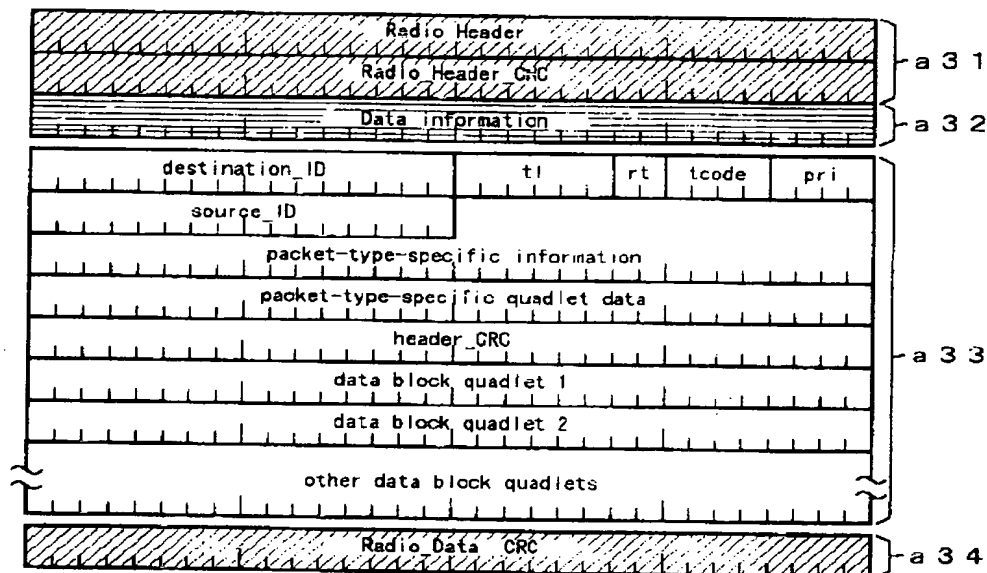 Radio Header
Radio_Header CRC
a 3 1
Data information
a 3 2
destination_ID tl rt tcode pri
source_ID
packet-type-specific information
packet-type-specific quadlet data
header_CRC
a 3 3
data block quadlet 1
data block quadlet 2
other data block quadlets
Radio_Data CRC
a 3 4